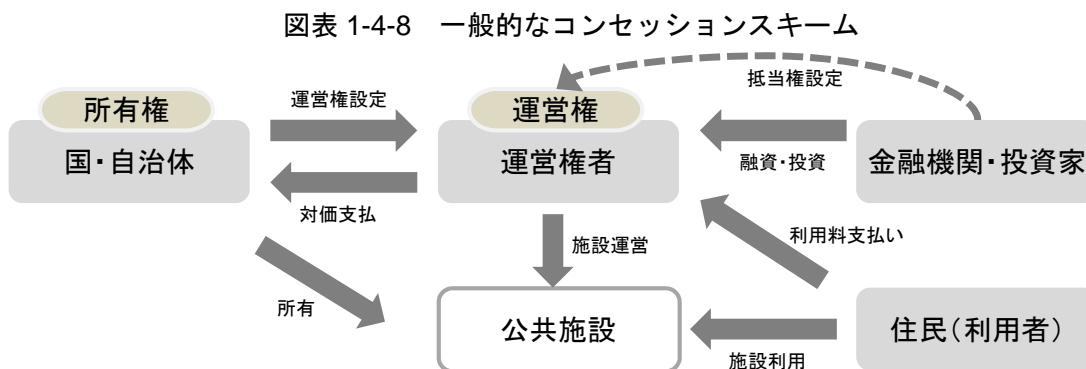 図表 1-4-8　一般的なコンセッションスキーム
抵当権設定
所有権
運営権設定
運営権
国・自治体
運営権者
金融機関・投資家
融資・投資
対価支払
利用料支払い
施設運営
所有
公共施設
住民（利用者）
施設利用